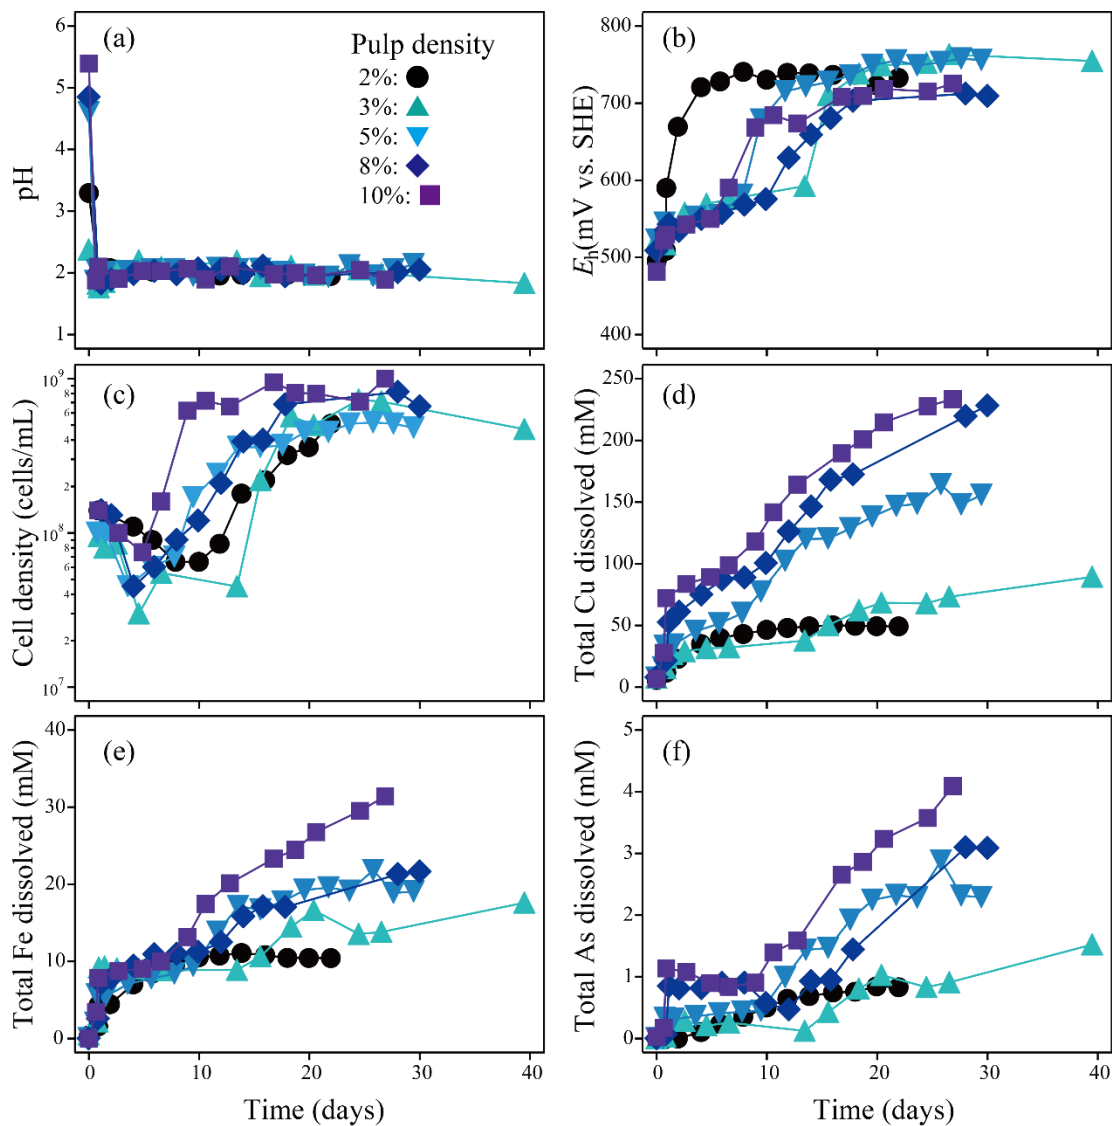 (a)
Pulp density
2%:
3%:
5%:
8%:
10%:
pH
6
5
4
3
2
1
(b)
E_h(mV vs. SHE)
800
700
600
500
400
(c)
Cell density (cells/mL)
10⁹
8
6
4
2
10⁸
8
6
4
2
10⁷
(d)
Total Cu dissolved (mM)
250
200
150
100
50
0
(e)
Total Fe dissolved (mM)
40
30
20
10
0
0 10 20 30 40
Time (days)
(f)
Total As dissolved (mM)
5
4
3
2
1
0
0 10 20 30 40
Time (days)